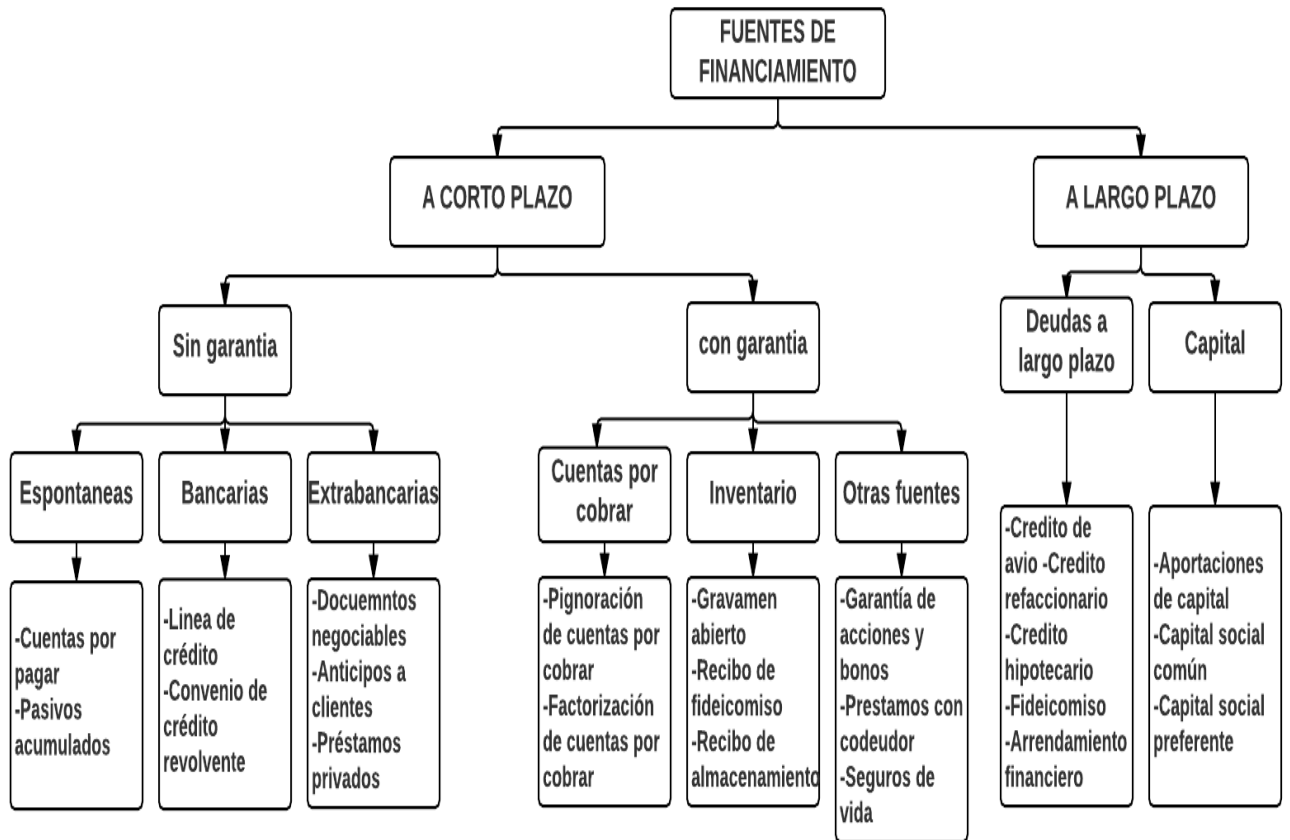 FUENTES DE
FINANCIAMIENTO
A CORTO PLAZO
A LARGO PLAZO
Sin garantia
con garantia
Deudas a
largo plazo
Capital
Espontaneas
Bancarias
Extrabancarias
Cuentas por
cobrar
Inventario
Otras fuentes
-Cuentas por
pagar
-Pasivos
acumulados
-Linea de
crédito
-Convenio de
crédito
revolvente
-Docuemntos
negociables
-Anticipos a
clientes
-Préstamos
privados
-Pignoración
de cuentas por
cobrar
-Factorización
de cuentas por
cobrar
-Gravamen
abierto
-Recibo de
fideicomiso
-Recibo de
almacenamiento
-Garantía de
acciones y
bonos
-Prestamos con
codeudor
-Seguros de
vida
-Credito de
avio -Credito
refaccionario
-Credito
hipotecario
-Fideicomiso
-Arrendamiento
financiero
-Aportaciones
de capital
-Capital social
común
-Capital social
preferente